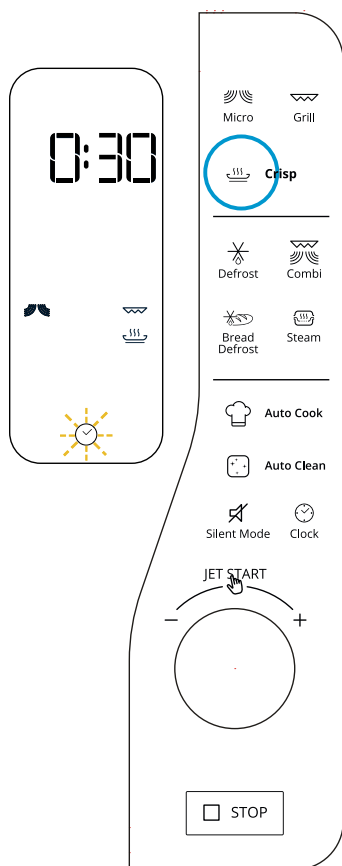 0:30
Micro Grill
Crisp
Defrost Combi
Bread Steam
Defrost
Auto Cook
Auto Clean
Silent Mode Clock
JET START
− +
STOP